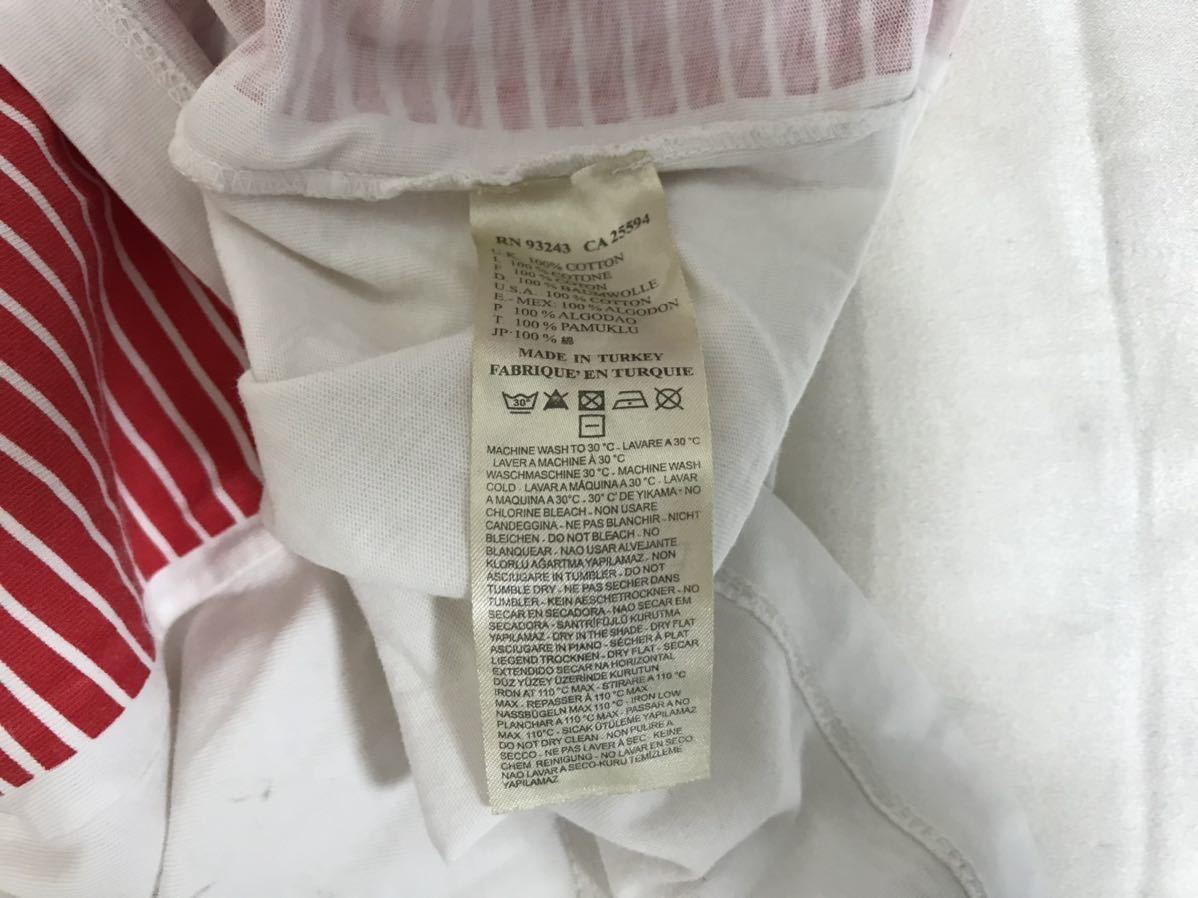 RN 93243 CA 25594
U.K. 100% COTTON
I. 100 % COTONE
F 100 % COTON
D. 100 % BAUMWOLLE
U.S.A. 100 % COTTON
E.-MEX: 100 % ALGODON
P 100 % ALGODAO
T 100 % PAMUKLU
JP·100 % 綿
MADE IN TURKEY
FABRIQUE' EN TURQUIE
30°
MACHINE WASH TO 30 °C - LAVARE A 30 °C
LAVER A MACHINE À 30 °C
WASCHMASCHINE 30 °C - MACHINE WASH
COLD - LAVAR A MÁQUINA A 30 °C - LAVAR
A MAQUINA A 30°C - 30° C' DE YIKAMA - NO
CHLORINE BLEACH - NON USARE
CANDEGGINA - NE PAS BLANCHIR - NICHT
BLEICHEN - DO NOT BLEACH - NO
BLANQUEAR - NAO USAR ALVEJANTE
KLORLU AĞARTMA YAPILAMAZ - NON
ASCIUGARE IN TUMBLER - DO NOT
TUMBLE DRY - NE PAS SECHER DANS
TUMBLER - KEIN AESCHETROCKNER - NO
SECAR EN SECADORA - NAO SECAR EM
SECADORA - SANTRİFÜJLÜ KURUTMA
YAPILAMAZ - DRY IN THE SHADE - DRY FLAT
ASCIUGARE IN PIANO - SÉCHER À PLAT
LIEGEND TROCKNEN - DRY FLAT - SECAR
EXTENDIDO SECAR NA HORIZONTAL
DÜZ YÜZEY ÜZERİNDE KURUTUN
IRON AT 110 °C MAX - STIRARE A 110 °C
MAX - REPASSER À 110 °C MAX
NASSBÜGELN MAX 110 °C - IRON LOW
PLANCHAR A 110 °C MAX - PASSAR A NO
MAX 110°C - SICAK ÜTÜLEME YAPILAMAZ
DO NOT DRY CLEAN - NON PULIRE A
SECCO - NE PAS LAVER À SEC - KEINE
CHEM REINIGUNG - NO LAVAR EN SECO
NAO LAVAR A SECO-KURU TEMİZLEME
YAPILAMAZ